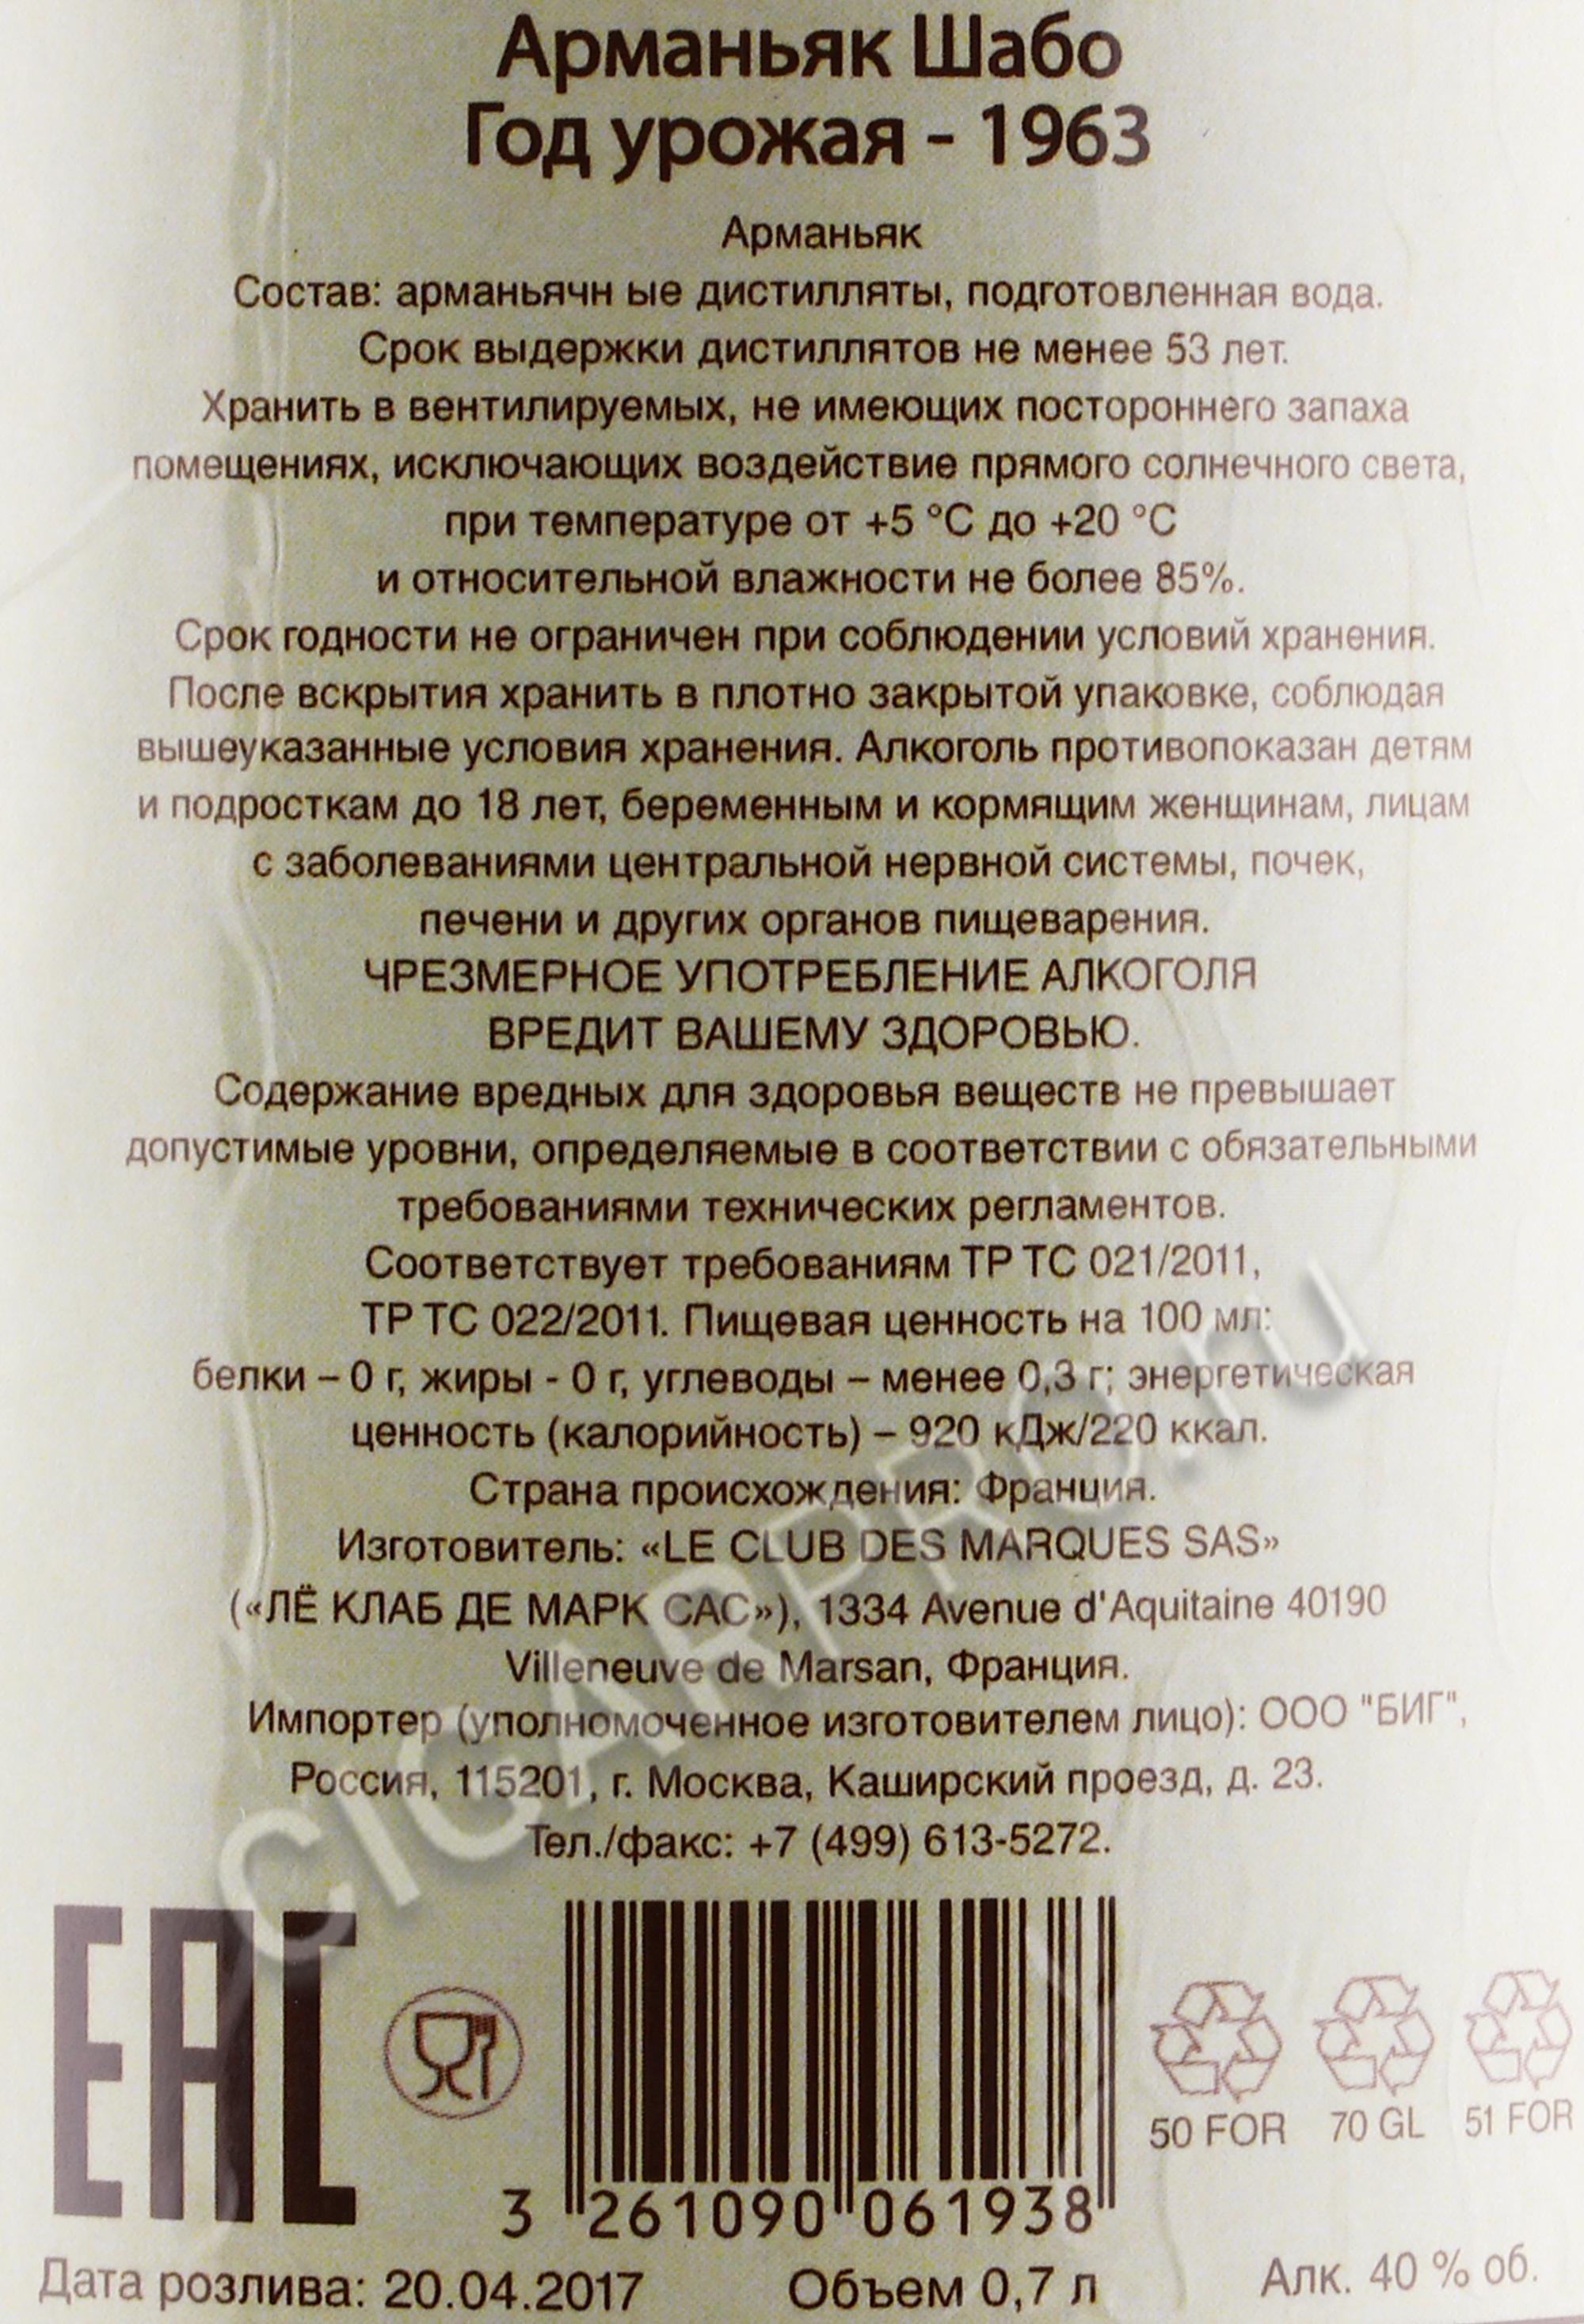 Арманьяк Шабо
Год урожая - 1963
Арманьяк
Состав: арманьячн ые дистилляты, подготовленная вода.
Срок выдержки дистиллятов не менее 53 лет.
Хранить в вентилируемых, не имеющих постороннего запаха
помещениях, исключающих воздействие прямого солнечного света,
при температуре от +5 °С до +20 °С
и относительной влажности не более 85%.
Срок годности не ограничен при соблюдении условий хранения.
После вскрытия хранить в плотно закрытой упаковке, соблюдая
вышеуказанные условия хранения. Алкоголь противопоказан детям
и подросткам до 18 лет, беременным и кормящим женщинам, лицам
с заболеваниями центральной нервной системы, почек,
печени и других органов пищеварения.
ЧРЕЗМЕРНОЕ УПОТРЕБЛЕНИЕ АЛКОГОЛЯ
ВРЕДИТ ВАШЕМУ ЗДОРОВЬЮ.
Содержание вредных для здоровья веществ не превышает
допустимые уровни, определяемые в соответствии с обязательными
требованиями технических регламентов.
Соответствует требованиям ТР ТС 021/2011,
ТР ТС 022/2011. Пищевая ценность на 100 мл:
белки – 0 г, жиры - 0 г, углеводы – менее 0,3 г; энергетическая
ценность (калорийность) – 920 кДж/220 ккал.
Страна происхождения: Франция.
Изготовитель: «LE CLUB DES MARQUES SAS»
(«ЛЁ КЛАБ ДЕ МАРК САС»), 1334 Avenue d'Aquitaine 40190
Villeneuve de Marsan, Франция.
Импортер (уполномоченное изготовителем лицо): ООО "БИГ",
Россия, 115201, г. Москва, Каширский проезд, д. 23.
Тел./факс: +7 (499) 613-5272.
CIGARPRO.ru
EAC
50 FOR 70 GL 51 FOR
3 261090 061938
Дата розлива: 20.04.2017 Объем 0,7 л Алк. 40 % об.